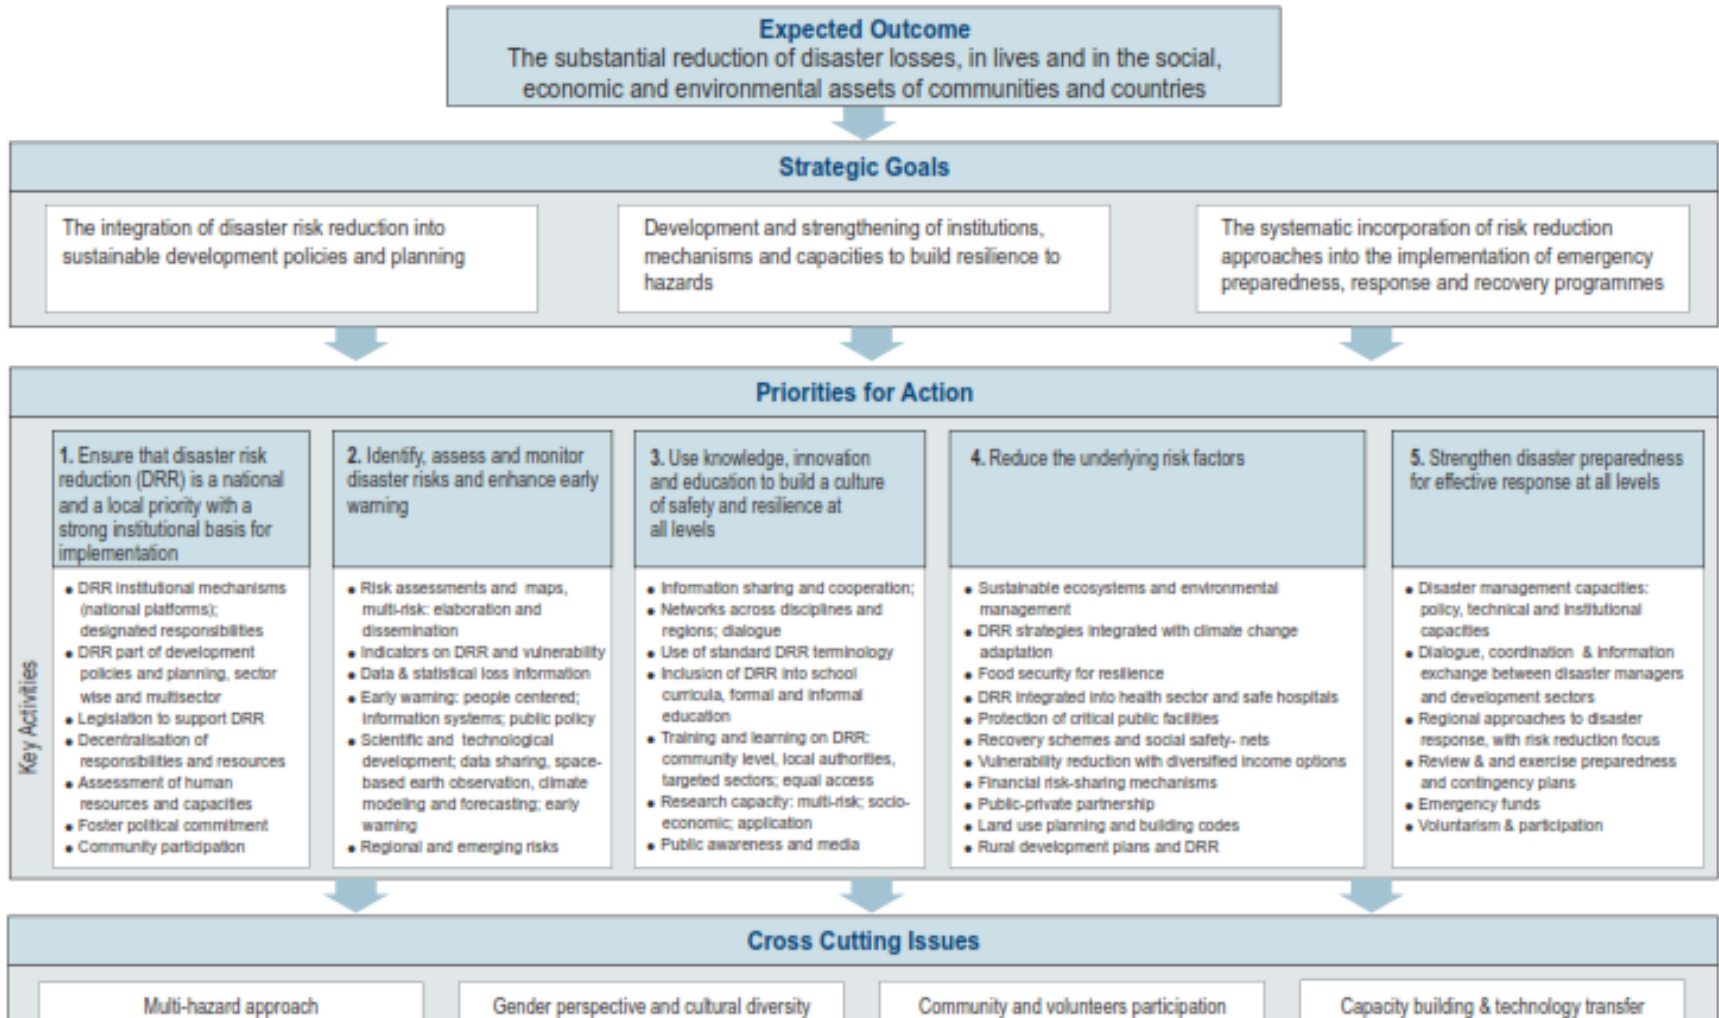 Expected Outcome
The substantial reduction of disaster losses, in lives and in the social,
economic and environmental assets of communities and countries
Strategic Goals
The integration of disaster risk reduction into
sustainable development policies and planning
Development and strengthening of institutions,
mechanisms and capacities to build resilience to
hazards
The systematic incorporation of risk reduction
approaches into the implementation of emergency
preparedness, response and recovery programmes
Priorities for Action
Key Activities
1. Ensure that disaster risk
reduction (DRR) is a national
and a local priority with a
strong institutional basis for
implementation
• DRR institutional mechanisms
(national platforms);
designated responsibilities
• DRR part of development
policies and planning, sector
wise and multisector
• Legislation to support DRR
• Decentralisation of
responsibilities and resources
• Assessment of human
resources and capacities
• Foster political commitment
• Community participation
2. Identify, assess and monitor
disaster risks and enhance early
warning
• Risk assessments and maps,
multi-risk: elaboration and
dissemination
• Indicators on DRR and vulnerability
• Data & statistical loss information
• Early warning: people centered;
information systems; public policy
• Scientific and technological
development; data sharing, space-
based earth observation, climate
modeling and forecasting; early
warning
• Regional and emerging risks
3. Use knowledge, innovation
and education to build a culture
of safety and resilience at
all levels
• Information sharing and cooperation;
• Networks across disciplines and
regions; dialogue
• Use of standard DRR terminology
• Inclusion of DRR into school
curricula, formal and informal
education
• Training and learning on DRR:
community level, local authorities,
targeted sectors; equal access
• Research capacity: multi-risk; socio-
economic; application
• Public awareness and media
4. Reduce the underlying risk factors
• Sustainable ecosystems and environmental
management
• DRR strategies integrated with climate change
adaptation
• Food security for resilience
• DRR integrated into health sector and safe hospitals
• Protection of critical public facilities
• Recovery schemes and social safety- nets
• Vulnerability reduction with diversified income options
• Financial risk-sharing mechanisms
• Public-private partnership
• Land use planning and building codes
• Rural development plans and DRR
5. Strengthen disaster preparedness
for effective response at all levels
• Disaster management capacities:
policy, technical and institutional
capacities
• Dialogue, coordination & information
exchange between disaster managers
and development sectors
• Regional approaches to disaster
response, with risk reduction focus
• Review & and exercise preparedness
and contingency plans
• Emergency funds
• Voluntarism & participation
Cross Cutting Issues
Multi-hazard approach
Gender perspective and cultural diversity
Community and volunteers participation
Capacity building & technology transfer